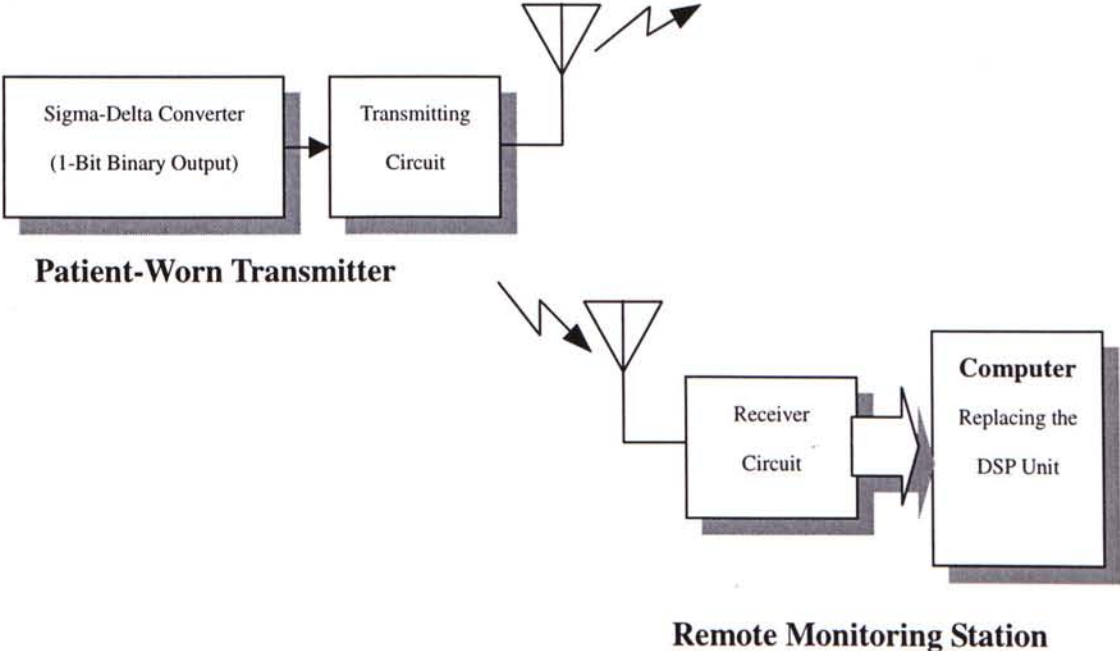 Sigma-Delta Converter
(1-Bit Binary Output)
Transmitting
Circuit
Patient-Worn Transmitter
Receiver
Circuit
Computer
Replacing the
DSP Unit
Remote Monitoring Station